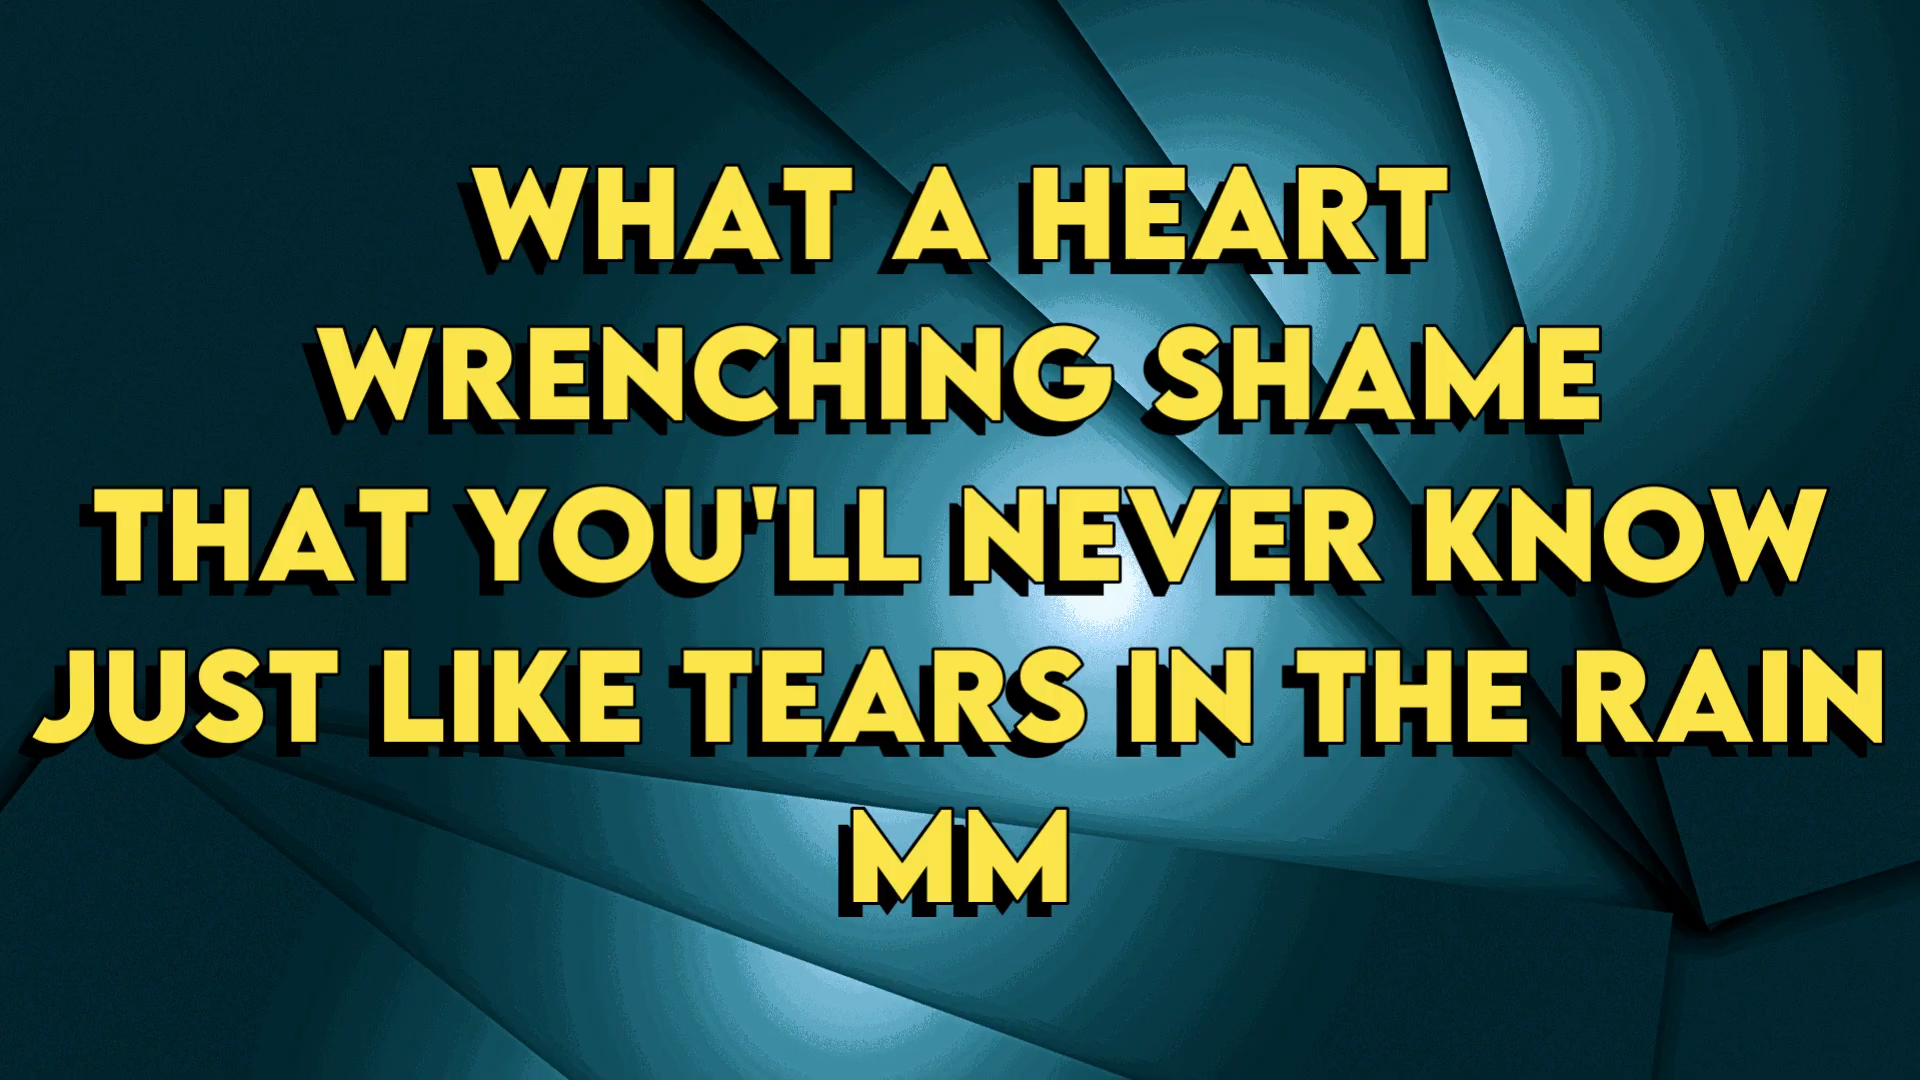 WHAT A HEART
WRENCHING SHAME
THAT YOU'LL NEVER KNOW
JUST LIKE TEARS IN THE RAIN
MM